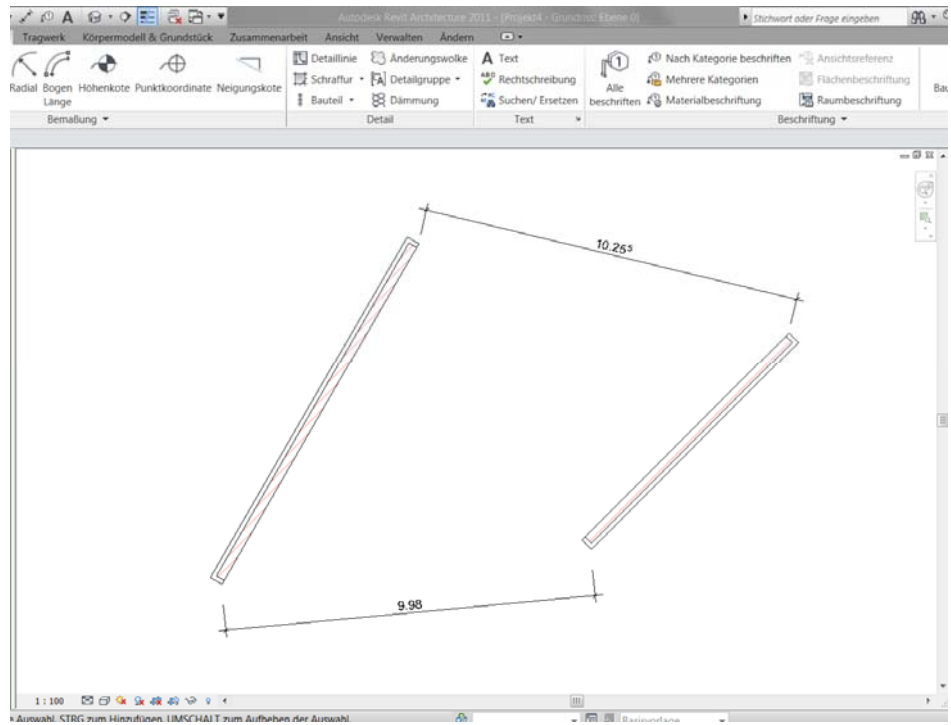 Autodesk Revit Architecture 2011 - [Projekt4 - Grundriss: Ebene 0]
Stichwort oder Frage eingeben
Tragwerk Körpermodell & Grundstück Zusammenarbeit Ansicht Verwalten Ändern
Detaillinie Änderungswolke A Text Nach Kategorie beschriften Ansichtsreferenz
Radial Bogen Länge Höhenkote Punktkoordinate Neigungskote
Schraffur Detailgruppe Rechtschreibung Alle beschriften Mehrere Kategorien Flächenbeschriftung
Bauteil Dämmung Suchen/ Ersetzen Materialbeschriftung Raumbeschriftung
Bemaßung Detail Text Beschriftung
10.25⁵
9.98
1 : 100
Auswahl. STRG zum Hinzufügen. UMSCHALT zum Aufheben der Auswahl.
Basisvorlage